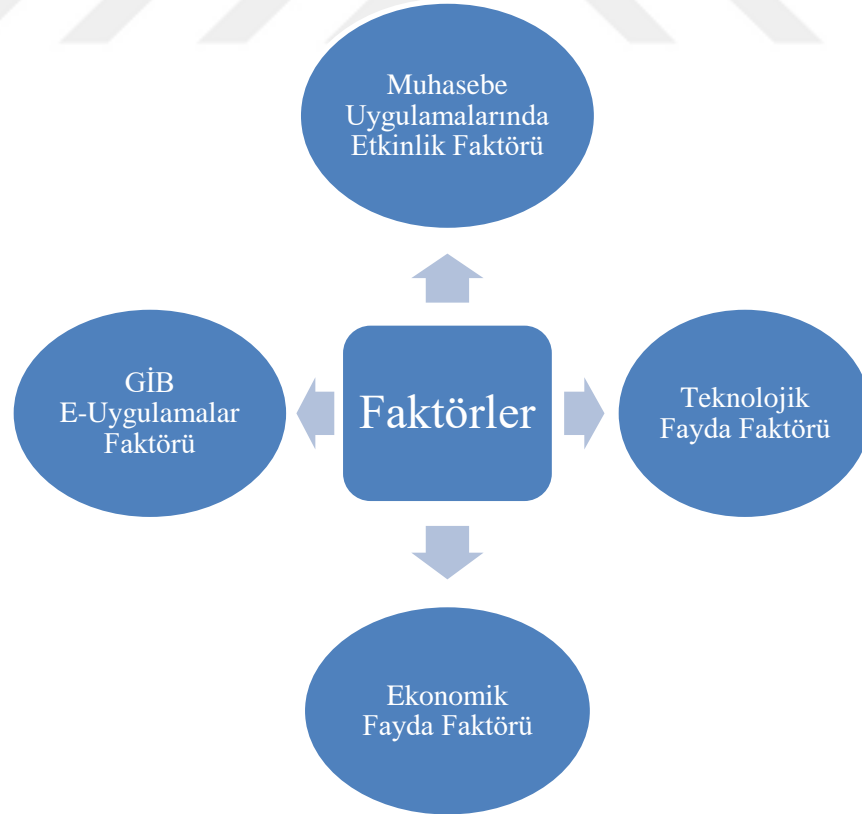 Muhasebe
Uygulamalarında
Etkinlik Faktörü
GİB
E-Uygulamalar
Faktörü
Faktörler
Teknolojik
Fayda Faktörü
Ekonomik
Fayda Faktörü